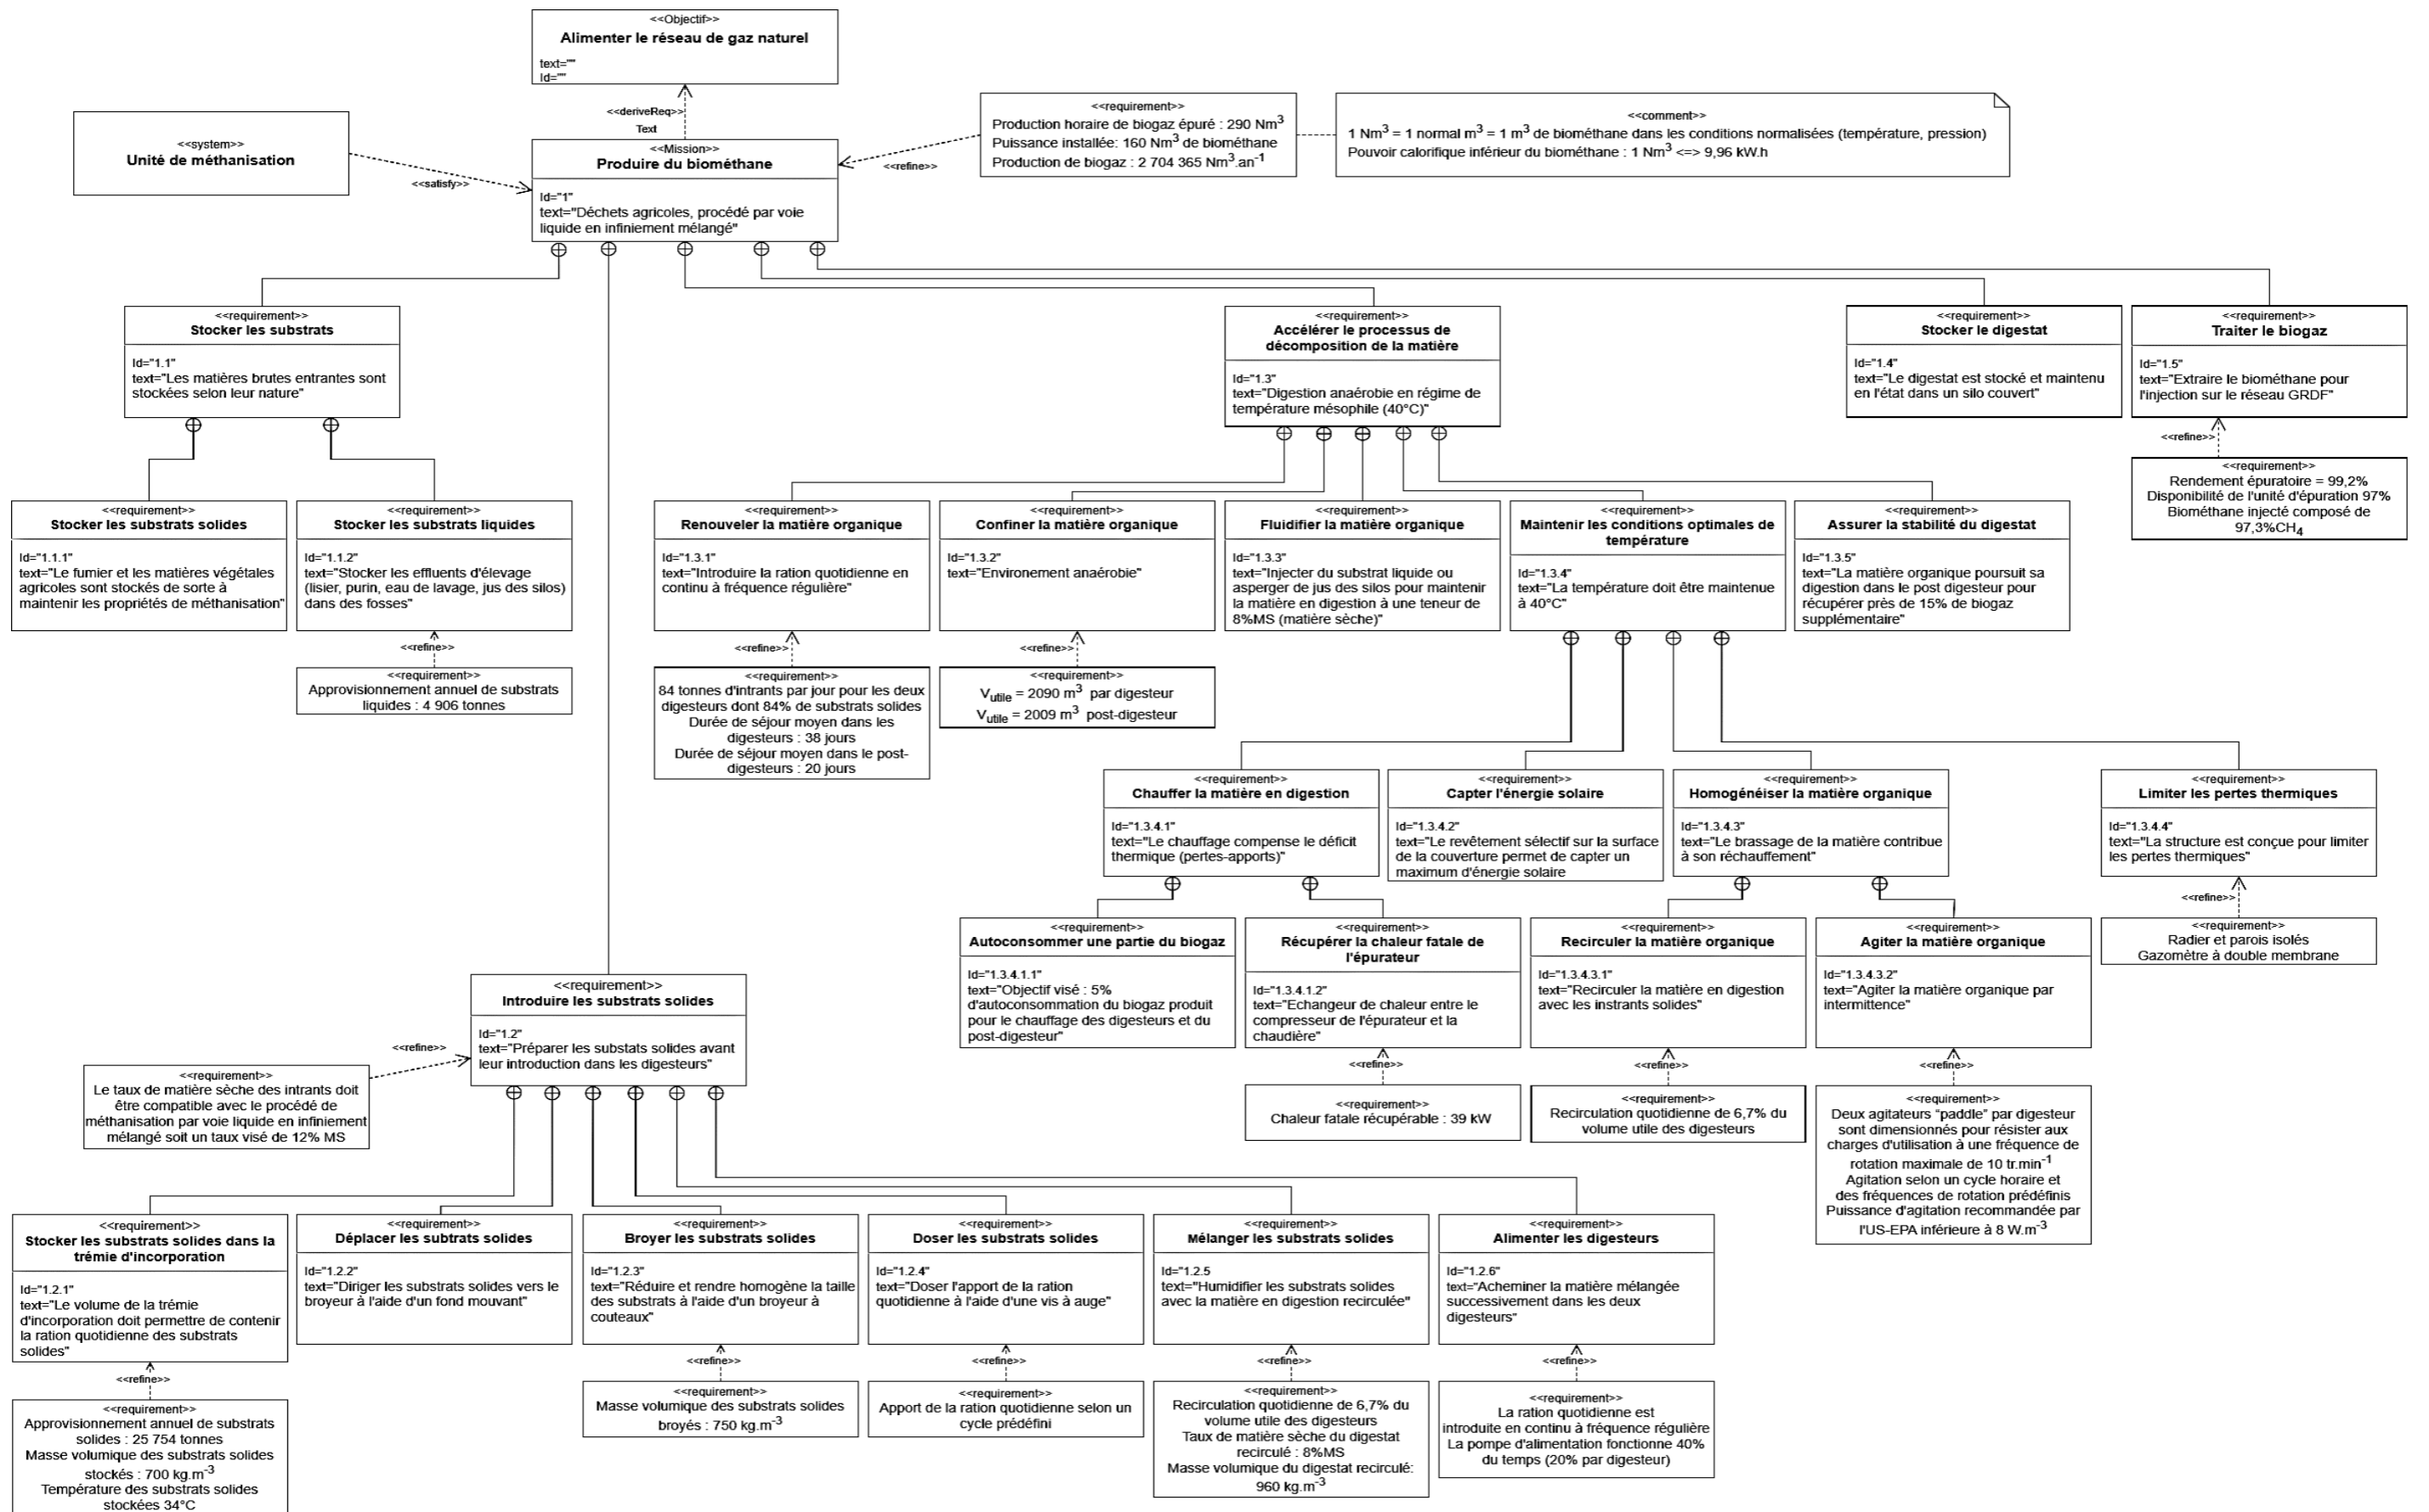 <<Objectif>>
Alimenter le réseau de gaz naturel
text=""
Id=""
<<deriveReq>>
Text
<<system>>
Unité de méthanisation
<<satisfy>>
<<Mission>>
Produire du biométhane
Id="1"
text="Déchets agricoles, procédé par voie
liquide en infiniement mélangé"
<<refine>>
<<requirement>>
Production horaire de biogaz épuré : 290 Nm³
Puissance installée: 160 Nm³ de biométhane
Production de biogaz : 2 704 365 Nm³.an⁻¹
<<comment>>
1 Nm³ = 1 normal m³ = 1 m³ de biométhane dans les conditions normalisées (température, pression)
Pouvoir calorifique inférieur du biométhane : 1 Nm³ <=> 9,96 kW.h
<<requirement>>
Stocker les substrats
Id="1.1"
text="Les matières brutes entrantes sont
stockées selon leur nature"
<<requirement>>
Accélérer le processus de
décomposition de la matière
Id="1.3"
text="Digestion anaérobie en régime de
température mésophile (40°C)"
<<requirement>>
Stocker le digestat
Id="1.4"
text="Le digestat est stocké et maintenu
en l'état dans un silo couvert"
<<requirement>>
Traiter le biogaz
Id="1.5"
text="Extraire le biométhane pour
l'injection sur le réseau GRDF"
<<refine>>
<<requirement>>
Rendement épuratoire = 99,2%
Disponibilité de l'unité d'épuration 97%
Biométhane injecté composé de
97,3%CH₄
<<requirement>>
Stocker les substrats solides
Id="1.1.1"
text="Le fumier et les matières végétales
agricoles sont stockés de sorte à
maintenir les propriétés de méthanisation"
<<requirement>>
Stocker les substrats liquides
Id="1.1.2"
text="Stocker les effluents d'élevage
(lisier, purin, eau de lavage, jus des silos)
dans des fosses"
<<refine>>
<<requirement>>
Approvisionnement annuel de substrats
liquides : 4 906 tonnes
<<requirement>>
Renouveler la matière organique
Id="1.3.1"
text="Introduire la ration quotidienne en
continu à fréquence régulière"
<<refine>>
<<requirement>>
84 tonnes d'intrants par jour pour les deux
digesteurs dont 84% de substrats solides
Durée de séjour moyen dans les
digesteurs : 38 jours
Durée de séjour moyen dans le post-
digesteurs : 20 jours
<<requirement>>
Confiner la matière organique
Id="1.3.2"
text="Environement anaérobie"
<<refine>>
<<requirement>>
Vutile = 2090 m³ par digesteur
Vutile = 2009 m³ post-digesteur
<<requirement>>
Fluidifier la matière organique
Id="1.3.3"
text="Injecter du substrat liquide ou
asperger de jus des silos pour maintenir
la matière en digestion à une teneur de
8%MS (matière sèche)"
<<requirement>>
Maintenir les conditions optimales de
température
Id="1.3.4"
text="La température doit être maintenue
à 40°C"
<<requirement>>
Assurer la stabilité du digestat
Id="1.3.5"
text="La matière organique poursuit sa
digestion dans le post digesteur pour
récupérer près de 15% de biogaz
supplémentaire"
<<requirement>>
Chauffer la matière en digestion
Id="1.3.4.1"
text="Le chauffage compense le déficit
thermique (pertes-apports)"
<<requirement>>
Capter l'énergie solaire
Id="1.3.4.2"
text="Le revêtement sélectif sur la surface
de la couverture permet de capter un
maximum d'énergie solaire
<<requirement>>
Homogénéiser la matière organique
Id="1.3.4.3"
text="Le brassage de la matière contribue
à son réchauffement"
<<requirement>>
Limiter les pertes thermiques
Id="1.3.4.4"
text="La structure est conçue pour limiter
les pertes thermiques"
<<refine>>
<<requirement>>
Radier et parois isolés
Gazomètre à double membrane
<<requirement>>
Autoconsommer une partie du biogaz
Id="1.3.4.1.1"
text="Objectif visé : 5%
d'autoconsommation du biogaz produit
pour le chauffage des digesteurs et du
post-digesteur"
<<requirement>>
Récupérer la chaleur fatale de
l'épurateur
Id="1.3.4.1.2"
text="Echangeur de chaleur entre le
compresseur de l'épurateur et la
chaudière"
<<refine>>
<<requirement>>
Chaleur fatale récupérable : 39 kW
<<requirement>>
Recirculer la matière organique
Id="1.3.4.3.1"
text="Recirculer la matière en digestion
avec les instrants solides"
<<refine>>
<<requirement>>
Recirculation quotidienne de 6,7% du
volume utile des digesteurs
<<requirement>>
Agiter la matière organique
Id="1.3.4.3.2"
text="Agiter la matière organique par
intermittence"
<<refine>>
<<requirement>>
Deux agitateurs “paddle” par digesteur
sont dimensionnés pour résister aux
charges d'utilisation à une fréquence de
rotation maximale de 10 tr.min⁻¹
Agitation selon un cycle horaire et
des fréquences de rotation prédéfinis
Puissance d'agitation recommandée par
l'US-EPA inférieure à 8 W.m⁻³
<<requirement>>
Introduire les substrats solides
Id="1.2"
text="Préparer les substats solides avant
leur introduction dans les digesteurs"
<<refine>>
<<requirement>>
Le taux de matière sèche des intrants doit
être compatible avec le procédé de
méthanisation par voie liquide en infiniement
mélangé soit un taux visé de 12% MS
<<requirement>>
Stocker les substrats solides dans la
trémie d'incorporation
Id="1.2.1"
text="Le volume de la trémie
d'incorporation doit permettre de contenir
la ration quotidienne des substrats
solides"
<<refine>>
<<requirement>>
Approvisionnement annuel de substrats
solides : 25 754 tonnes
Masse volumique des substrats solides
stockés : 700 kg.m⁻³
Température des substrats solides
stockées 34°C
<<requirement>>
Déplacer les subtrats solides
Id="1.2.2"
text="Diriger les substrats solides vers le
broyeur à l'aide d'un fond mouvant"
<<requirement>>
Broyer les substrats solides
Id="1.2.3"
text="Réduire et rendre homogène la taille
des substrats à l'aide d'un broyeur à
couteaux"
<<refine>>
<<requirement>>
Masse volumique des substrats solides
broyés : 750 kg.m⁻³
<<requirement>>
Doser les substrats solides
Id="1.2.4"
text="Doser l'apport de la ration
quotidienne à l'aide d'une vis à auge"
<<refine>>
<<requirement>>
Apport de la ration quotidienne selon un
cycle prédéfini
<<requirement>>
Mélanger les substrats solides
Id="1.2.5
text="Humidifier les substrats solides
avec la matière en digestion recirculée"
<<refine>>
<<requirement>>
Recirculation quotidienne de 6,7% du
volume utile des digesteurs
Taux de matière sèche du digestat
recirculé : 8%MS
Masse volumique du digestat recirculé:
960 kg.m⁻³
<<requirement>>
Alimenter les digesteurs
Id="1.2.6"
text="Acheminer la matière mélangée
successivement dans les deux
digesteurs"
<<refine>>
<<requirement>>
La ration quotidienne est
introduite en continu à fréquence régulière
La pompe d'alimentation fonctionne 40%
du temps (20% par digesteur)